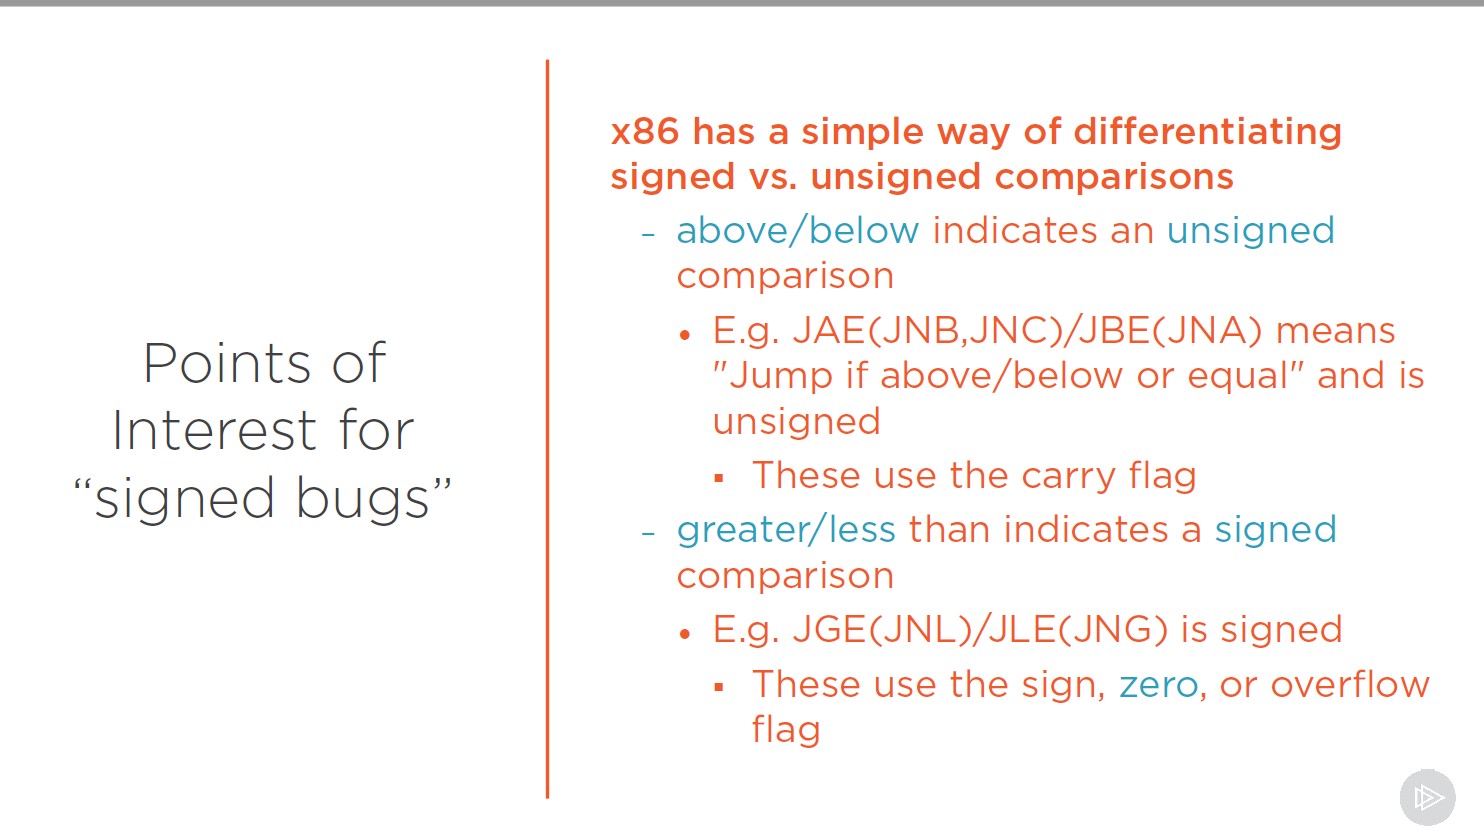 Points of
Interest for
“signed bugs”
x86 has a simple way of differentiating
signed vs. unsigned comparisons
– above/below indicates an unsigned
comparison
• E.g. JAE(JNB,JNC)/JBE(JNA) means
"Jump if above/below or equal" and is
unsigned
▪ These use the carry flag
– greater/less than indicates a signed
comparison
• E.g. JGE(JNL)/JLE(JNG) is signed
▪ These use the sign, zero, or overflow
flag